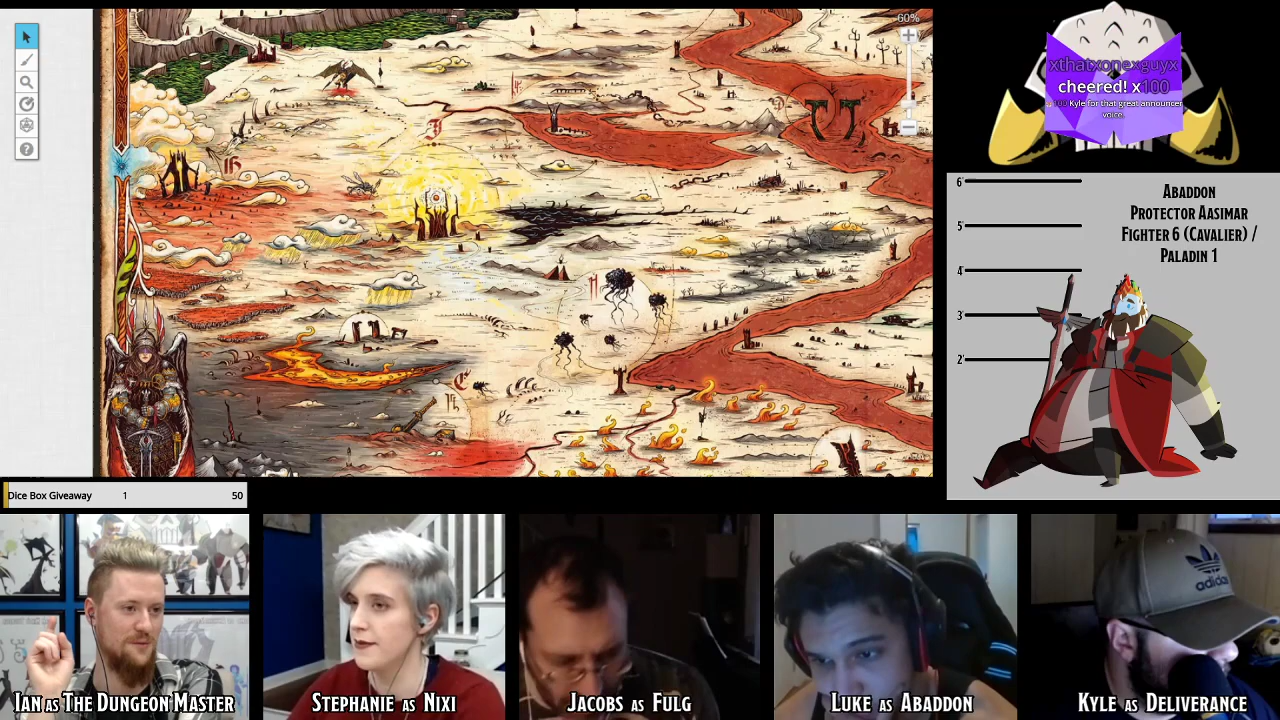 60%
xthatxonexguyx
cheered! x100
Kyle for that great announcer
voice.
6'
5'
4'
3'
2'
Abaddon
Protector Aasimar
Fighter 6 (Cavalier) /
Paladin 1
Dice Box Giveaway 1 50
Ian as The Dungeon Master
Stephanie as Nixi
Jacobs as Fulg
Luke as Abaddon
Kyle as Deliverance
adidas